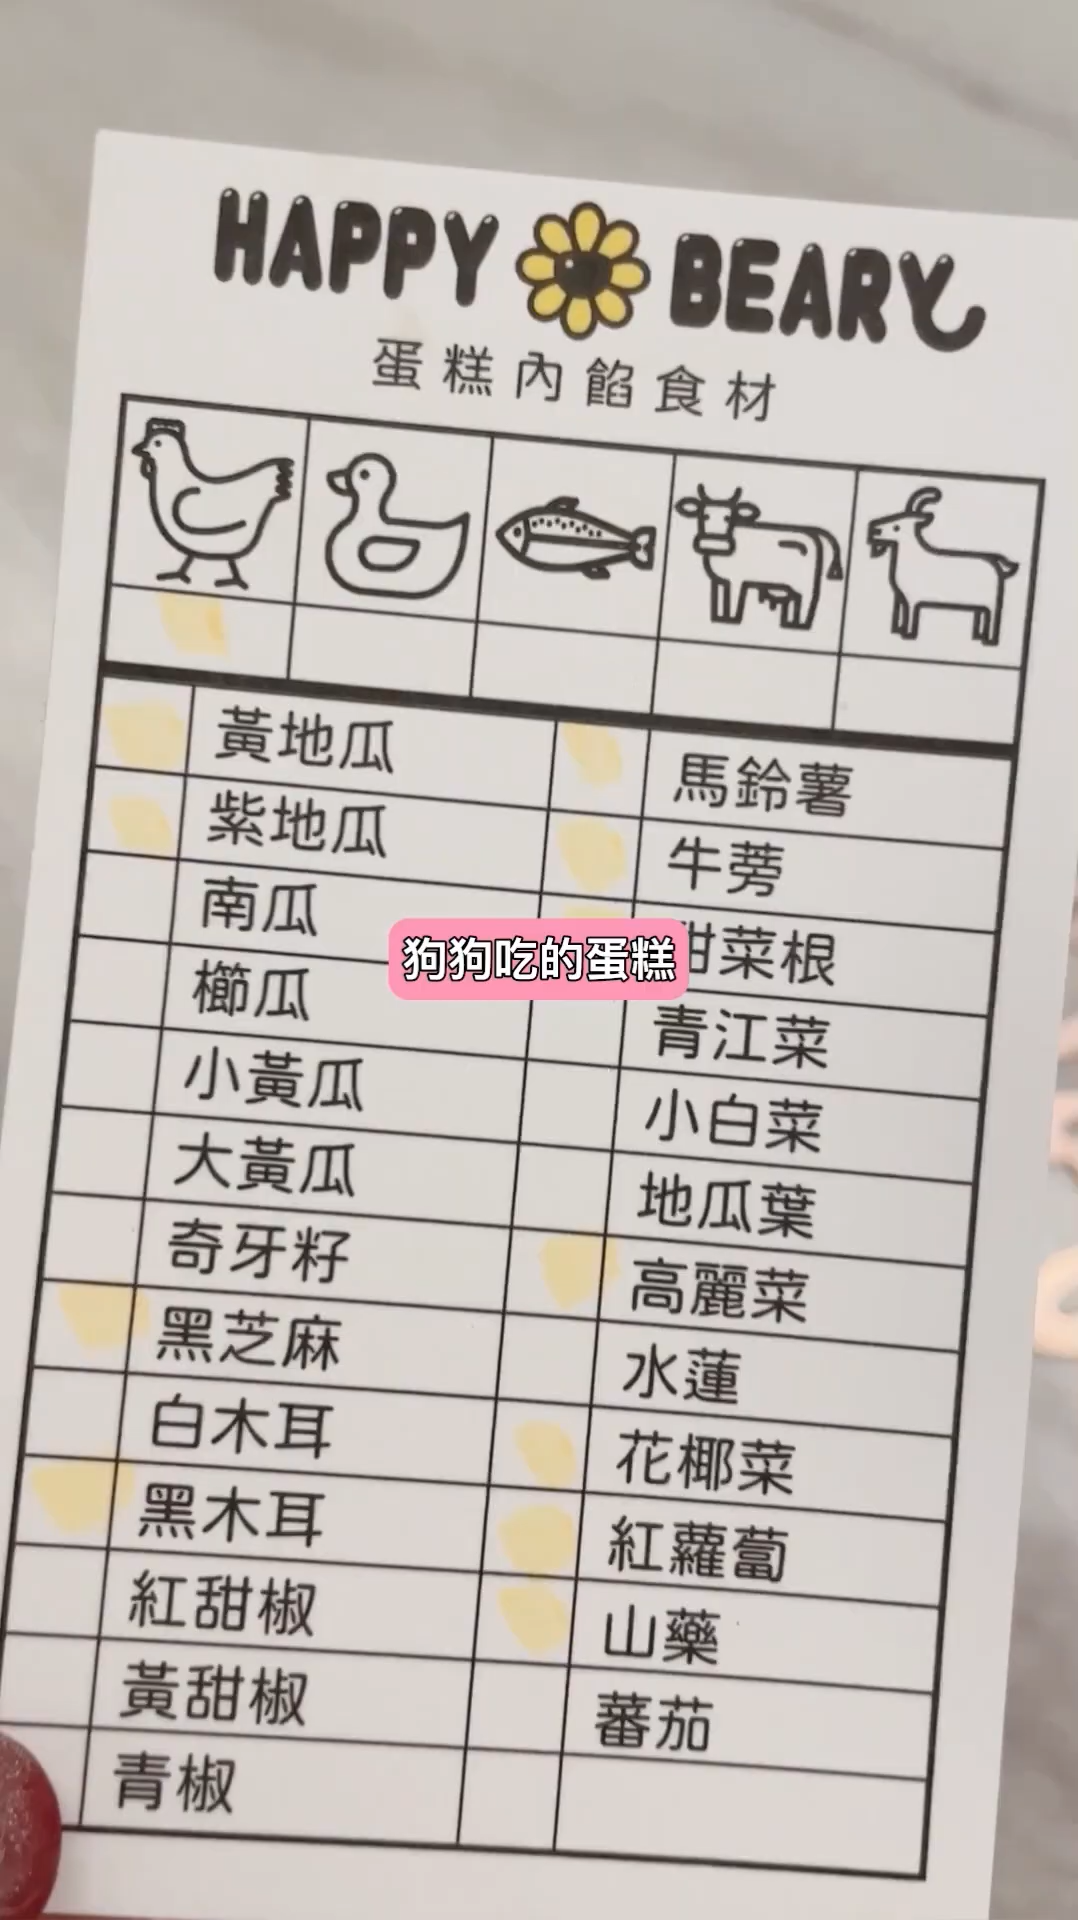 HAPPY BEARY
蛋糕內餡食材
黃地瓜 馬鈴薯
紫地瓜 牛蒡
南瓜 甜菜根
狗狗吃的蛋糕
櫛瓜 青江菜
小黃瓜 小白菜
大黃瓜 地瓜葉
奇牙籽 高麗菜
黑芝麻 水蓮
白木耳 花椰菜
黑木耳 紅蘿蔔
紅甜椒 山藥
黃甜椒 蕃茄
青椒